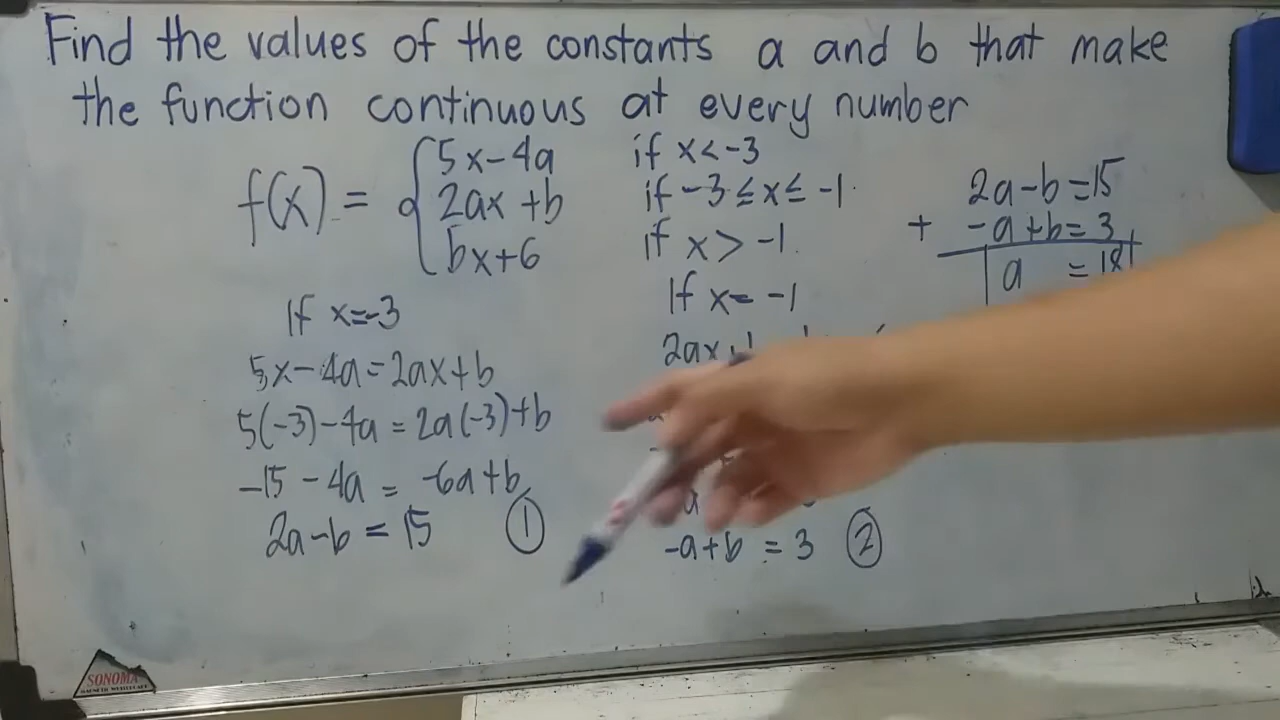 Find the values of the constants a and b that make
the function continuous at every number
f(x) = { 5x-4a if x<-3
2ax+b if -3≤x≤-1
bx+6 if x>-1
2a-b=15
+ -a+b=3
a =18
If x=-3
5x-4a=2ax+b
5(-3)-4a=2a(-3)+b
-15-4a = -6a+b
2a-b = 15 ①
If x=-1
2ax
-a+b = 3 ②
SONOMA